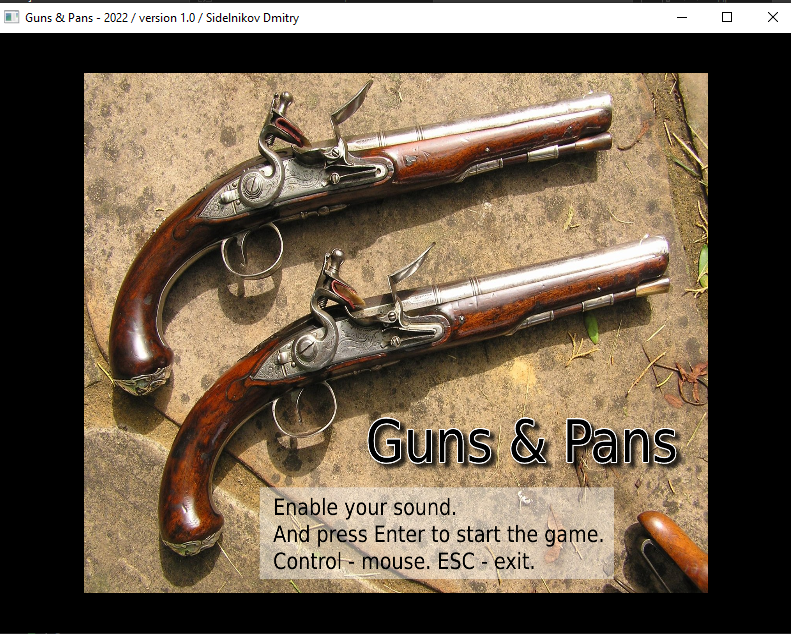 Guns & Pans - 2022 / version 1.0 / Sidelnikov Dmitry
Guns & Pans
Enable your sound.
And press Enter to start the game.
Control - mouse. ESC - exit.